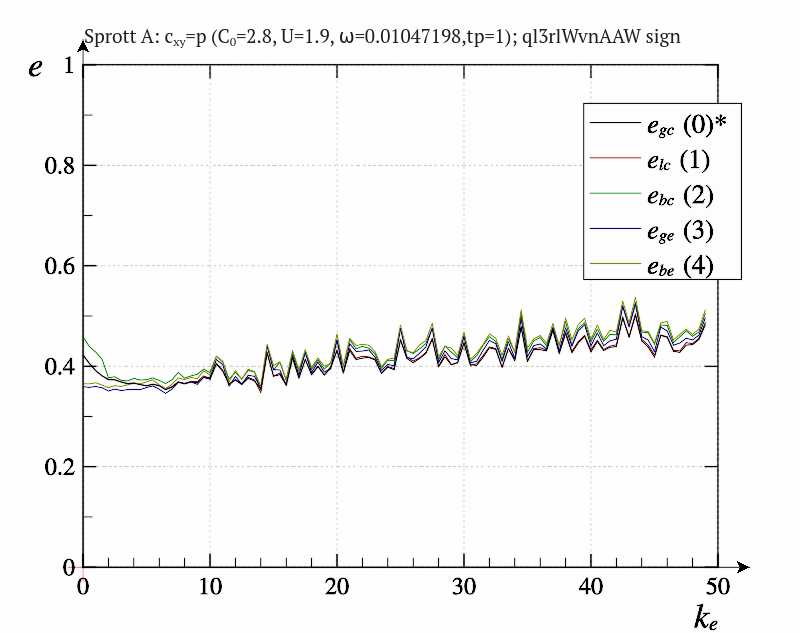 Sprott A: cxy=p (C0=2.8, U=1.9, ω=0.01047198,tp=1); ql3rlWvnAAW sign
e
1
0.8
0.6
0.4
0.2
0
0 10 20 30 40 50
ke
egc (0)*
elc (1)
ebc (2)
ege (3)
ebe (4)